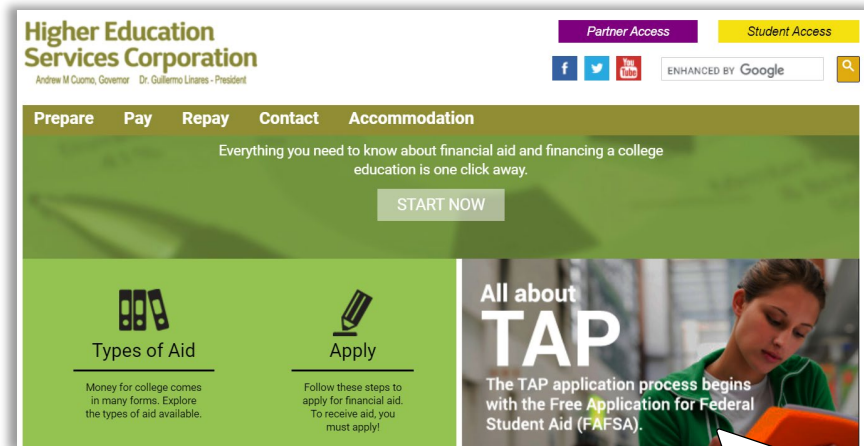 Higher Education
Services Corporation
Andrew M Cuomo, Governor Dr. Guillermo Linares - President
Partner Access
Student Access
f
You
Tube
ENHANCED BY Google
Prepare Pay Repay Contact Accommodation
Everything you need to know about financial aid and financing a college
education is one click away.
START NOW
Types of Aid
Money for college comes
in many forms. Explore
the types of aid available.
Apply
Follow these steps to
apply for financial aid.
To receive aid, you
must apply!
All about
TAP
The TAP application process begins
with the Free Application for Federal
Student Aid (FAFSA).